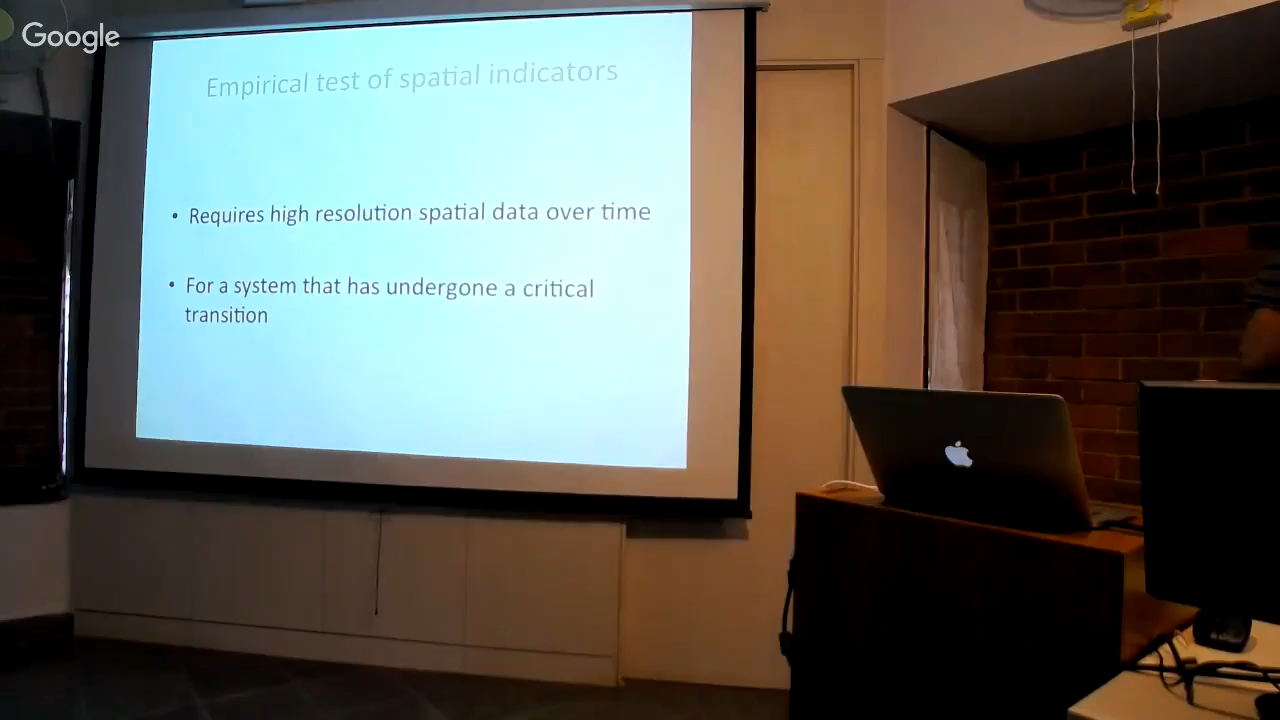 Google
Empirical test of spatial indicators
• Requires high resolution spatial data over time
• For a system that has undergone a critical
transition